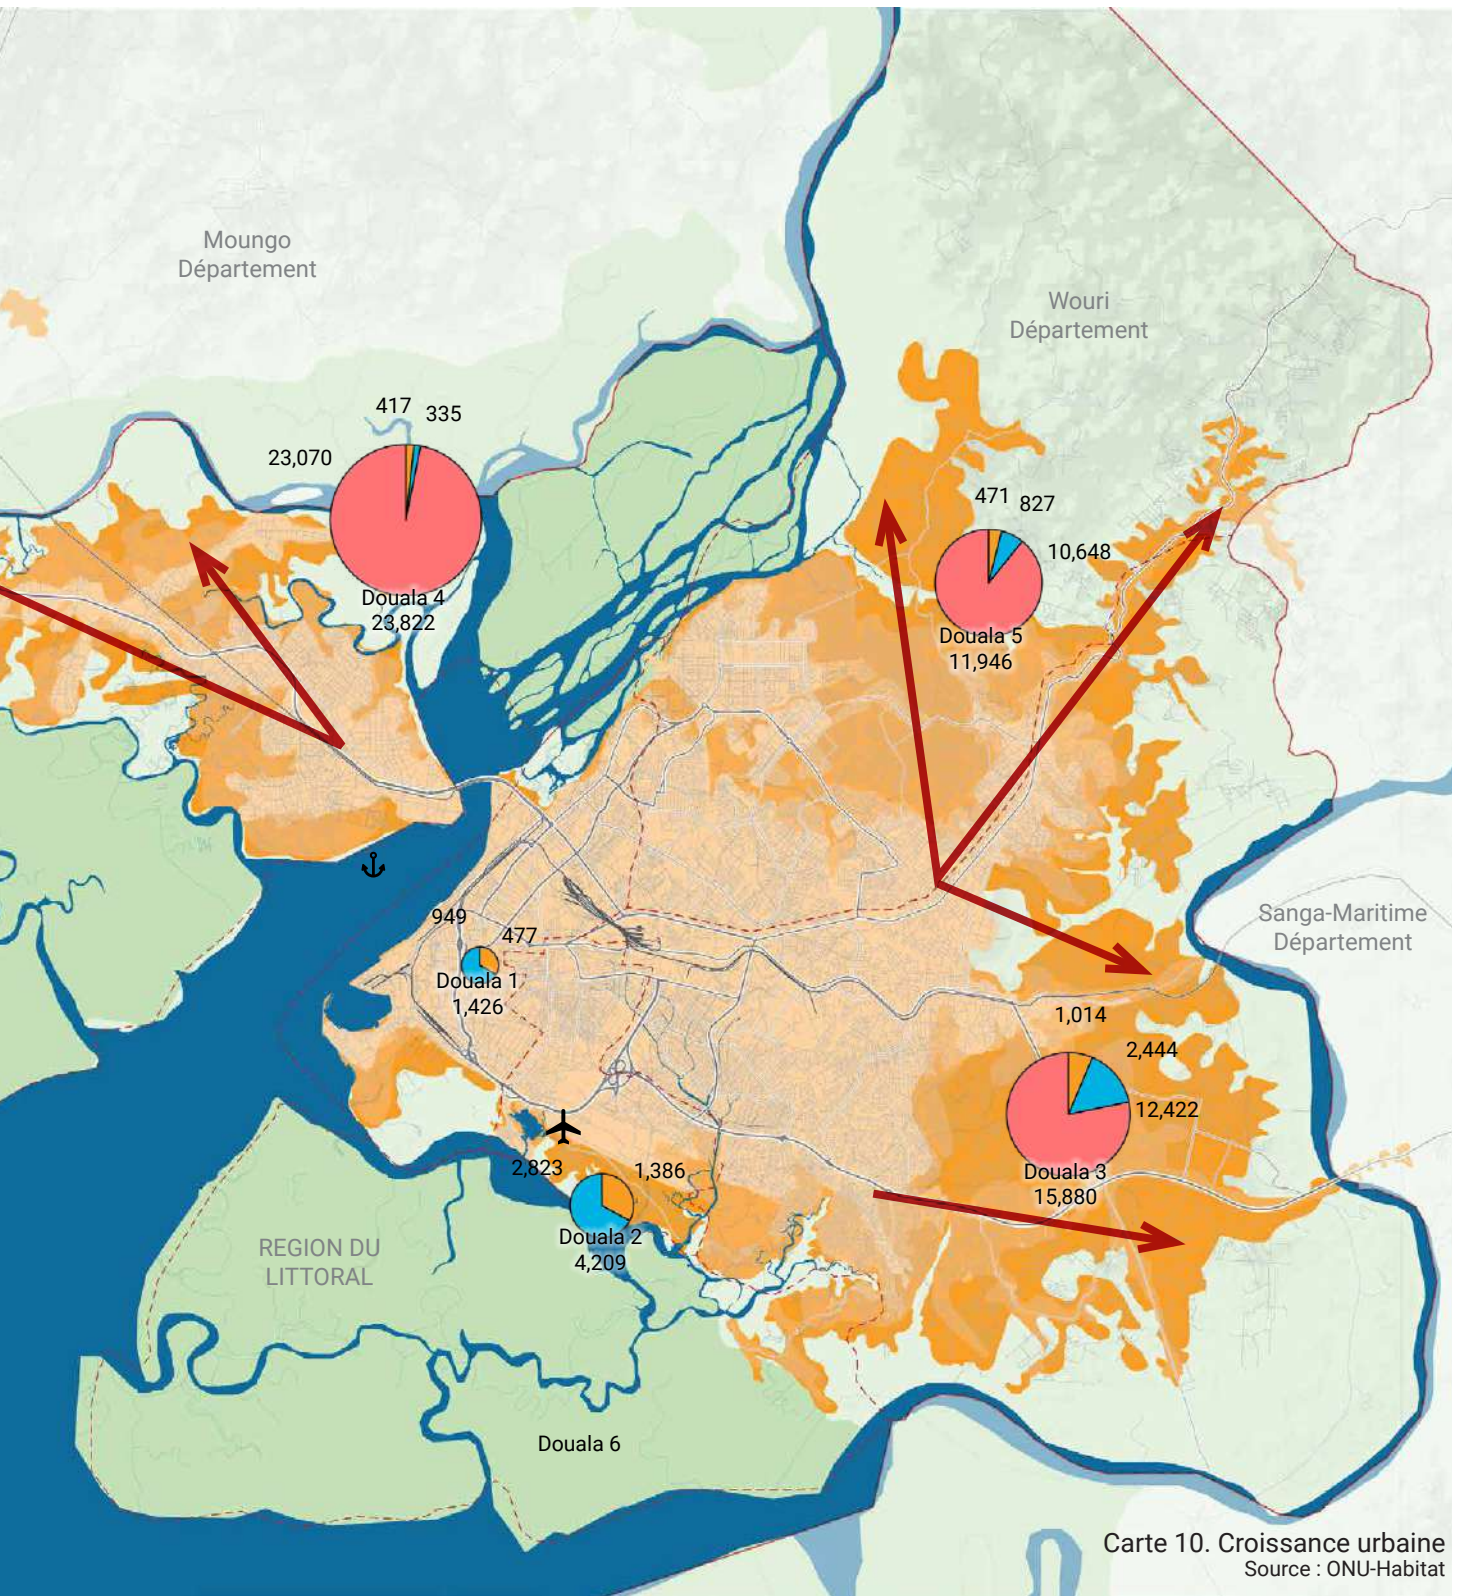 Moungo
Département
Wouri
Département
417
335
23,070
Douala 4
23,822
471
827
10,648
Douala 5
11,946
Sanga-Maritime
Département
949
477
Douala 1
1,426
1,014
2,444
12,422
Douala 3
15,880
2,823
1,386
Douala 2
4,209
REGION DU
LITTORAL
Douala 6
Carte 10. Croissance urbaine
Source : ONU-Habitat